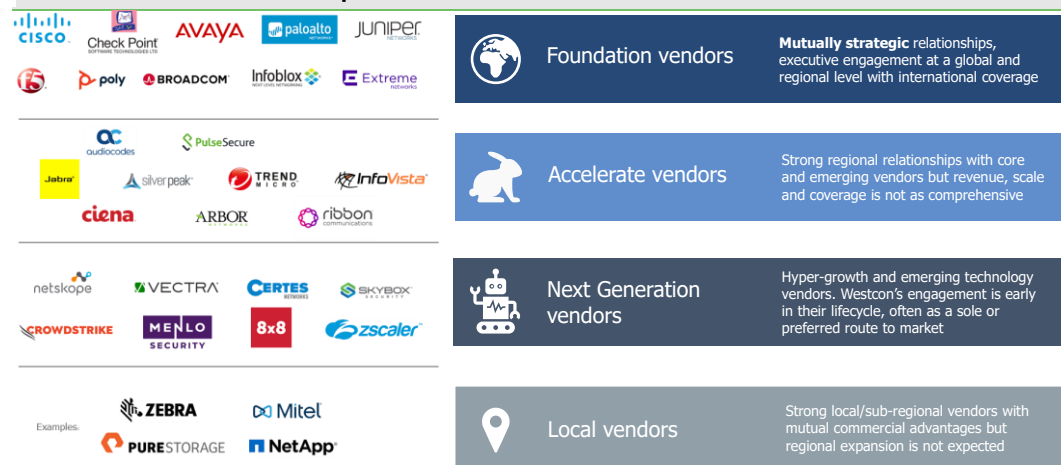 CISCO
Check Point
SOFTWARE TECHNOLOGIES LTD
AVAYA
paloalto
NETWORKS
JUNIPER
NETWORKS
f5
poly
BROADCOM
Infoblox
NEXT LEVEL NETWORKING
Extreme
networks
Foundation vendors
Mutually strategic relationships,
executive engagement at a global and
regional level with international coverage
audiocodes
PulseSecure
Jabra
silver peak
TREND
MICRO
InfoVista
ciena
ARBOR
NETWORKS
ribbon
communications
Accelerate vendors
Strong regional relationships with core
and emerging vendors but revenue, scale
and coverage is not as comprehensive
netskope
VECTRA
CERTES
NETWORKS
SKYBOX
SECURITY
CROWDSTRIKE
MENLO
SECURITY
8x8
zscaler
Next Generation
vendors
Hyper-growth and emerging technology
vendors. Westcon's engagement is early
in their lifecycle, often as a sole or
preferred route to market
Examples:
ZEBRA
Mitel
PURESTORAGE
NetApp
Local vendors
Strong local/sub-regional vendors with
mutual commercial advantages but
regional expansion is not expected